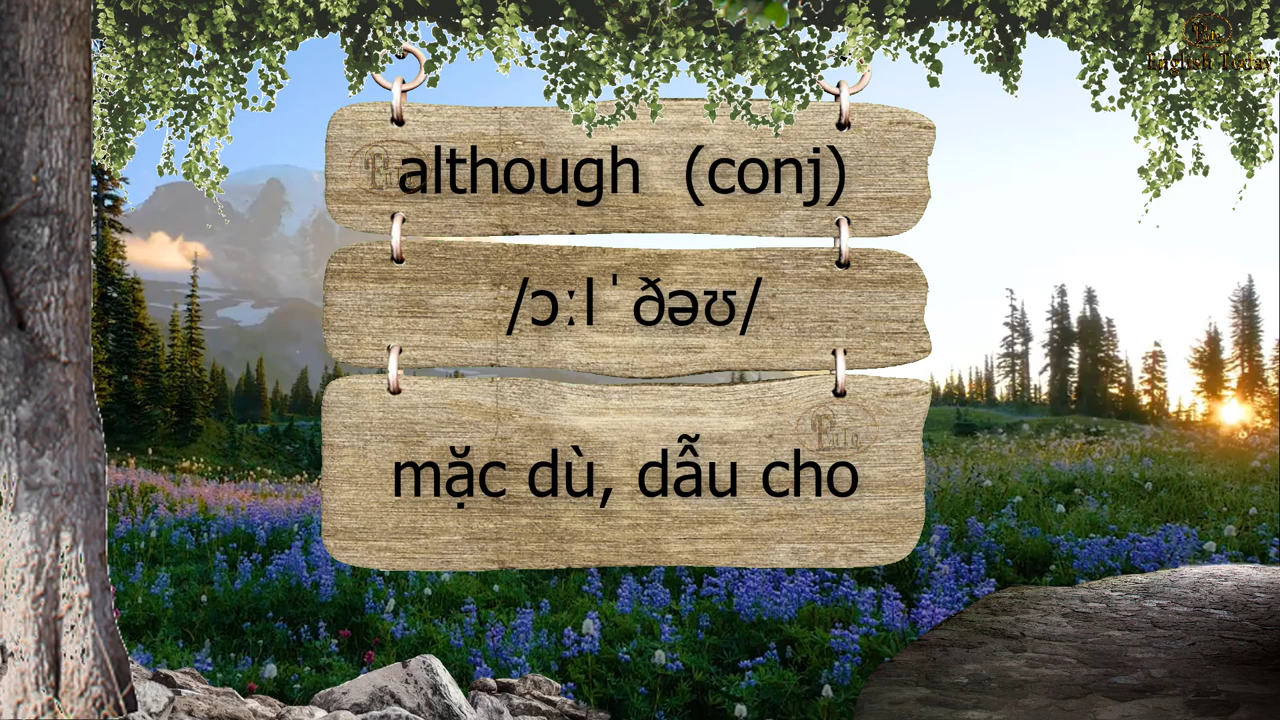 English Today
although (conj)
/ɔːlˈðəʊ/
mặc dù, dẫu cho